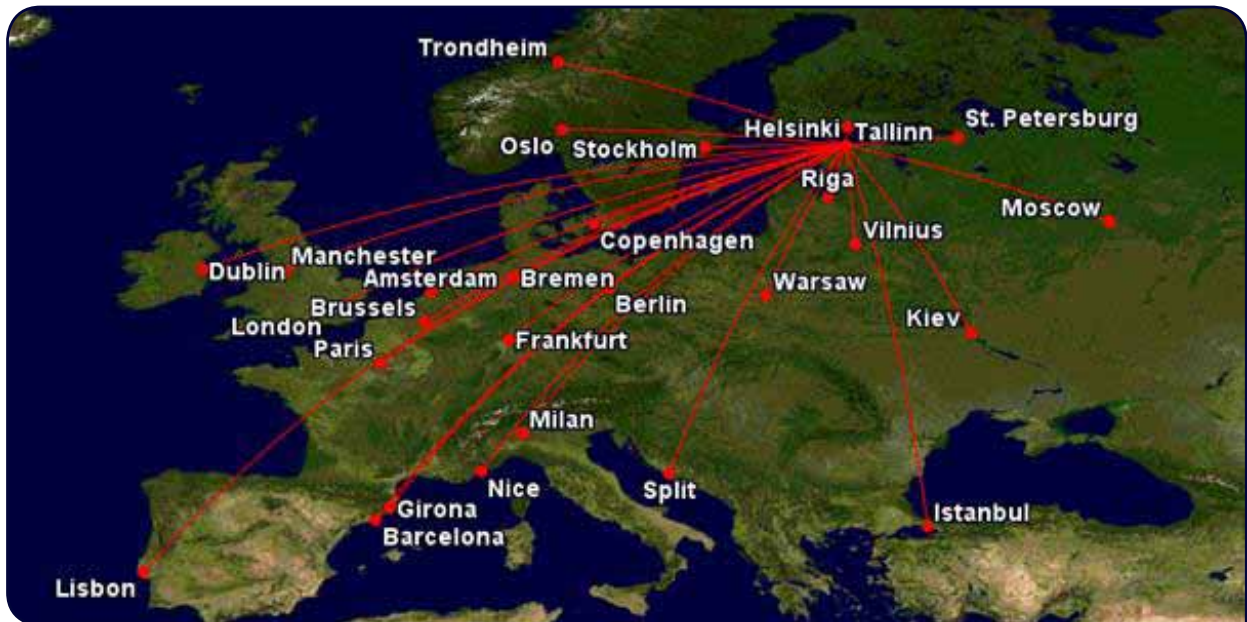 Trondheim
Helsinki
Tallinn
St. Petersburg
Oslo
Stockholm
Riga
Moscow
Vilnius
Copenhagen
Dublin
Manchester
Amsterdam
Bremen
Warsaw
Brussels
Berlin
London
Kiev
Paris
Frankfurt
Milan
Nice
Split
Girona
Istanbul
Barcelona
Lisbon